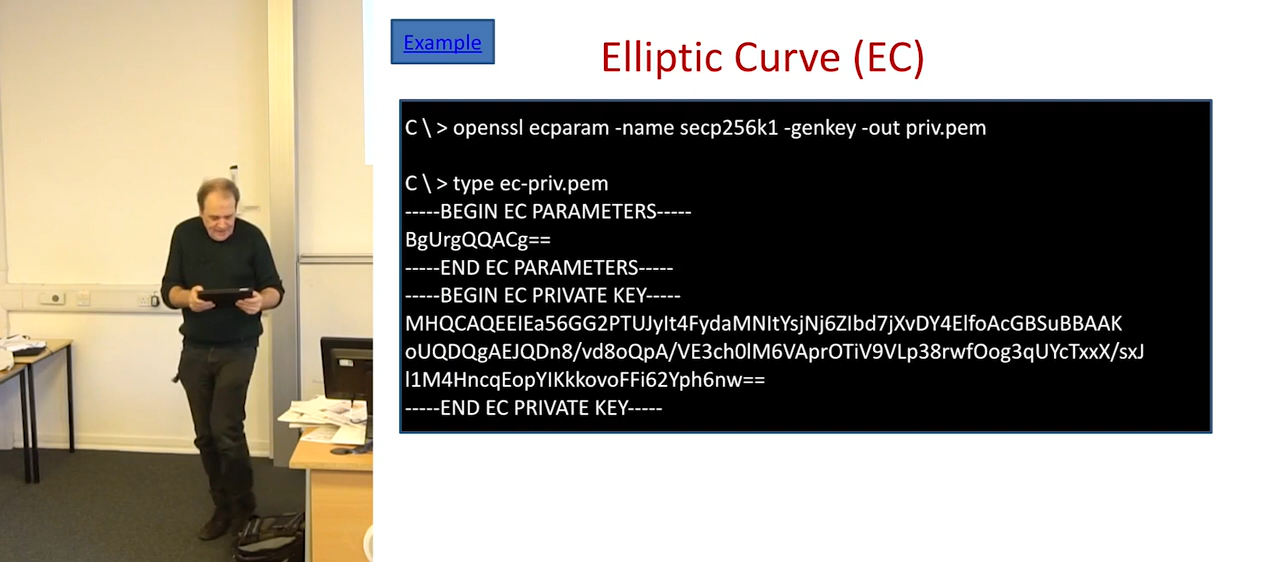 Example
Elliptic Curve (EC)
C \ > openssl ecparam -name secp256k1 -genkey -out priv.pem
C \ > type ec-priv.pem
-----BEGIN EC PARAMETERS-----
BgUrgQQACg==
-----END EC PARAMETERS-----
-----BEGIN EC PRIVATE KEY-----
MHQCAQEEIEa56GG2PTUJyIt4FydaMNItYsjNj6ZIbd7jXvDY4ElfoAcGBSuBBAAK
oUQDQgAEJQDn8/vd8oQpA/VE3ch0lM6VAprOTiV9VLp38rwfOog3qUYcTxxX/sxJ
l1M4HncqEopYIKkkovoFFi62Yph6nw==
-----END EC PRIVATE KEY-----